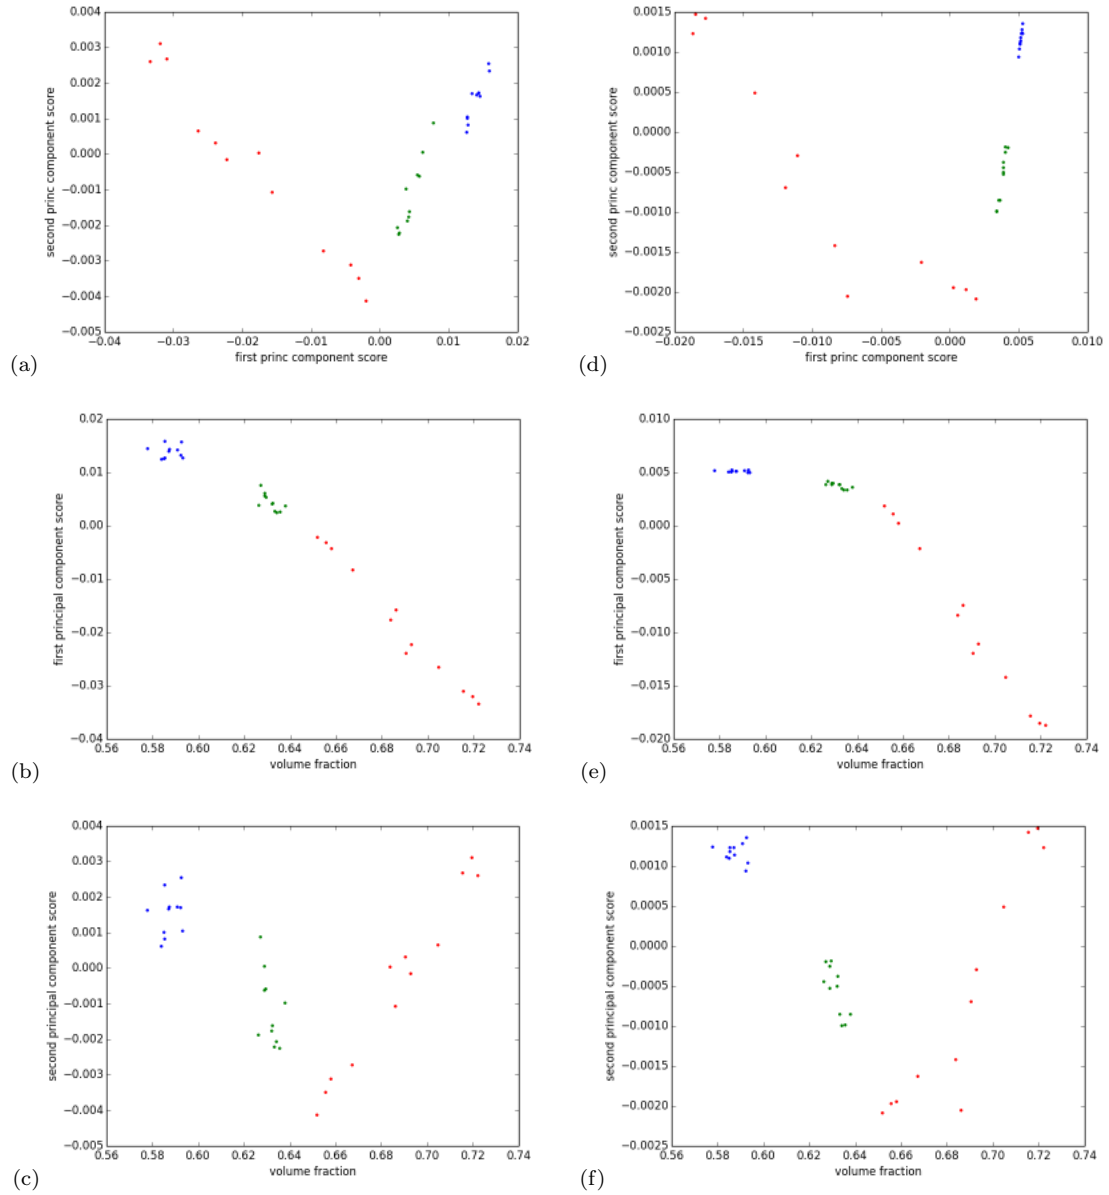 0.004
0.003
0.002
0.001
0.000
−0.001
−0.002
−0.003
−0.004
−0.005
second princ component score
−0.04 −0.03 −0.02 −0.01 0.00 0.01 0.02
first princ component score
(a)
0.0015
0.0010
0.0005
0.0000
−0.0005
−0.0010
−0.0015
−0.0020
−0.0025
second princ component score
−0.020 −0.015 −0.010 −0.005 0.000 0.005 0.010
first princ component score
(d)
0.02
0.01
0.00
−0.01
−0.02
−0.03
−0.04
first principal component score
0.56 0.58 0.60 0.62 0.64 0.66 0.68 0.70 0.72 0.74
volume fraction
(b)
0.010
0.005
0.000
−0.005
−0.010
−0.015
−0.020
first principal component score
0.56 0.58 0.60 0.62 0.64 0.66 0.68 0.70 0.72 0.74
volume fraction
(e)
0.004
0.003
0.002
0.001
0.000
−0.001
−0.002
−0.003
−0.004
−0.005
second principal component score
0.56 0.58 0.60 0.62 0.64 0.66 0.68 0.70 0.72 0.74
volume fraction
(c)
0.0015
0.0010
0.0005
0.0000
−0.0005
−0.0010
−0.0015
−0.0020
−0.0025
second principal component score
0.56 0.58 0.60 0.62 0.64 0.66 0.68 0.70 0.72 0.74
volume fraction
(f)